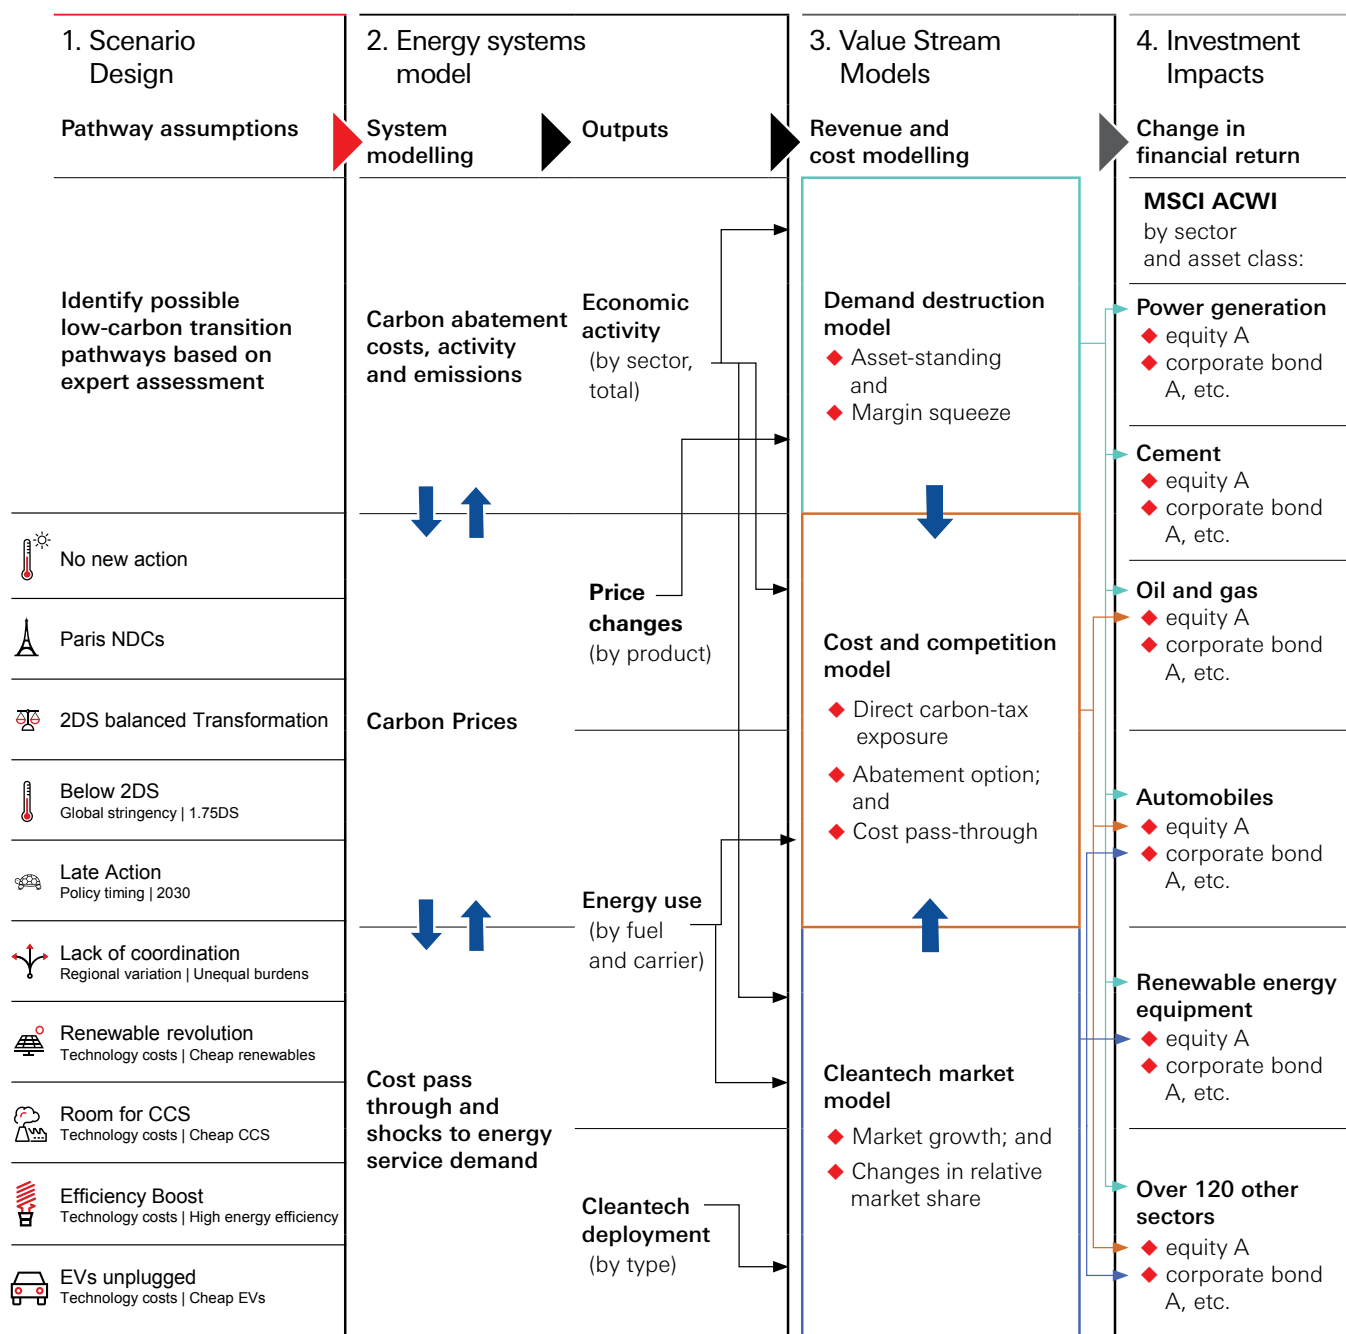 1. Scenario
Design
Pathway assumptions
Identify possible
low-carbon transition
pathways based on
expert assessment
No new action
Paris NDCs
2DS balanced Transformation
Below 2DS
Global stringency | 1.75DS
Late Action
Policy timing | 2030
Lack of coordination
Regional variation | Unequal burdens
Renewable revolution
Technology costs | Cheap renewables
Room for CCS
Technology costs | Cheap CCS
Efficiency Boost
Technology costs | High energy efficiency
EVs unplugged
Technology costs | Cheap EVs
2. Energy systems
model
System
modelling
Carbon abatement
costs, activity
and emissions
Carbon Prices
Cost pass
through and
shocks to energy
service demand
Outputs
Economic
activity
(by sector,
total)
Price
changes
(by product)
Energy use
(by fuel
and carrier)
Cleantech
deployment
(by type)
3. Value Stream
Models
Revenue and
cost modelling
Demand destruction
model
Asset-standing
and
Margin squeeze
Cost and competition
model
Direct carbon-tax
exposure
Abatement option;
and
Cost pass-through
Cleantech market
model
Market growth; and
Changes in relative
market share
4. Investment
Impacts
Change in
financial return
MSCI ACWI
by sector
and asset class:
Power generation
equity A
corporate bond
A, etc.
Cement
equity A
corporate bond
A, etc.
Oil and gas
equity A
corporate bond
A, etc.
Automobiles
equity A
corporate bond
A, etc.
Renewable energy
equipment
equity A
corporate bond
A, etc.
Over 120 other
sectors
equity A
corporate bond
A, etc.